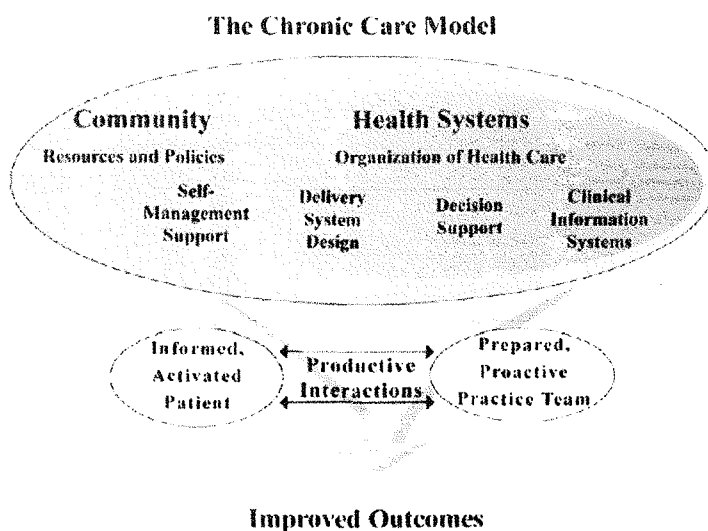 The Chronic Care Model
Community
Health Systems
Resources and Policies
Organization of Health Care
Self-
Management
Support
Delivery
System
Design
Decision
Support
Clinical
Information
Systems
Informed,
Activated
Patient
Productive
Interactions
Prepared,
Proactive
Practice Team
Improved Outcomes